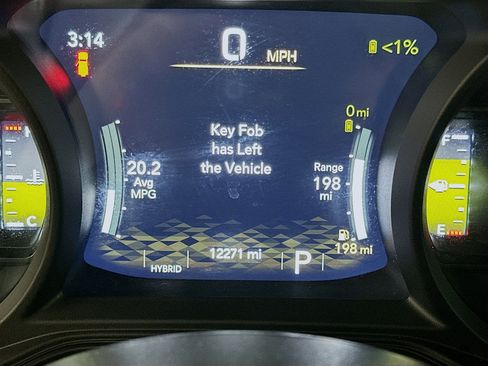 3:14
0 MPH
<1%
0 mi
Key Fob
has Left
the Vehicle
20.2
Avg
MPG
Range
198
mi
198 mi
HYBRID
12271 mi
P
F
C
E